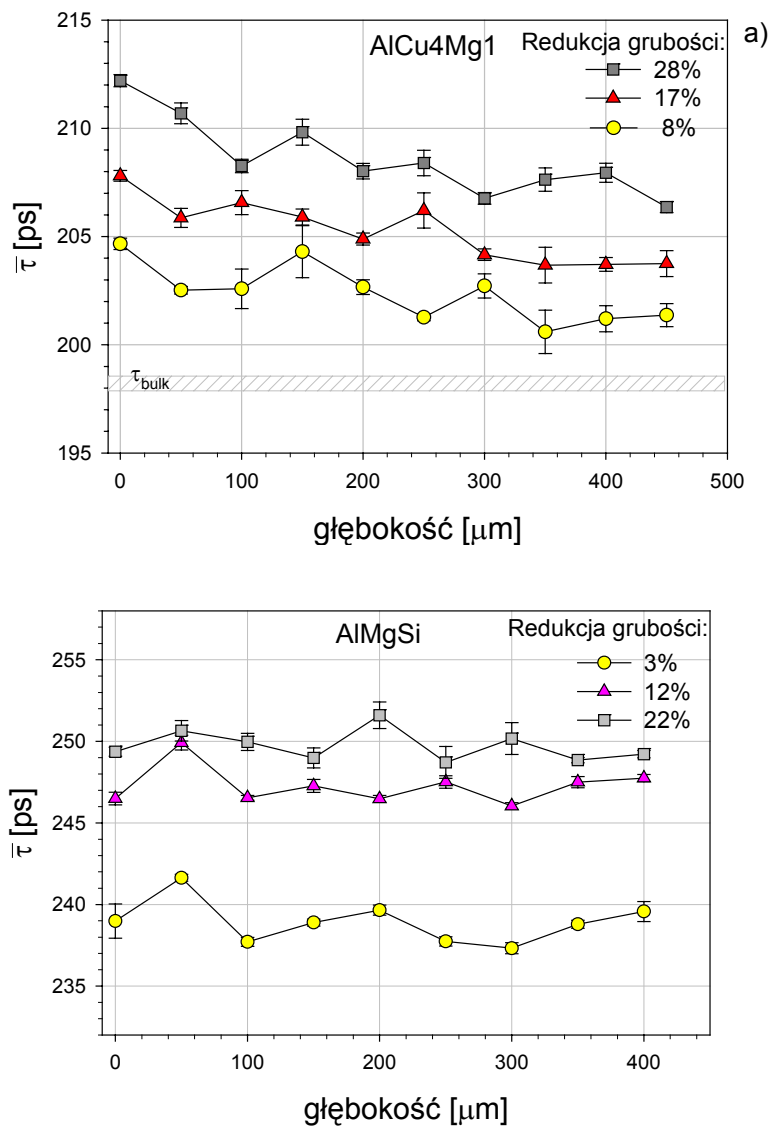 215
AlCu4Mg1
Redukcja grubości:
a)
28%
17%
8%
210
205
200
195
τ̅ [ps]
τbulk
0 100 200 300 400 500
głębokość [μm]
AlMgSi
Redukcja grubości:
3%
12%
22%
255
250
245
240
235
τ̅ [ps]
0 100 200 300 400
głębokość [μm]